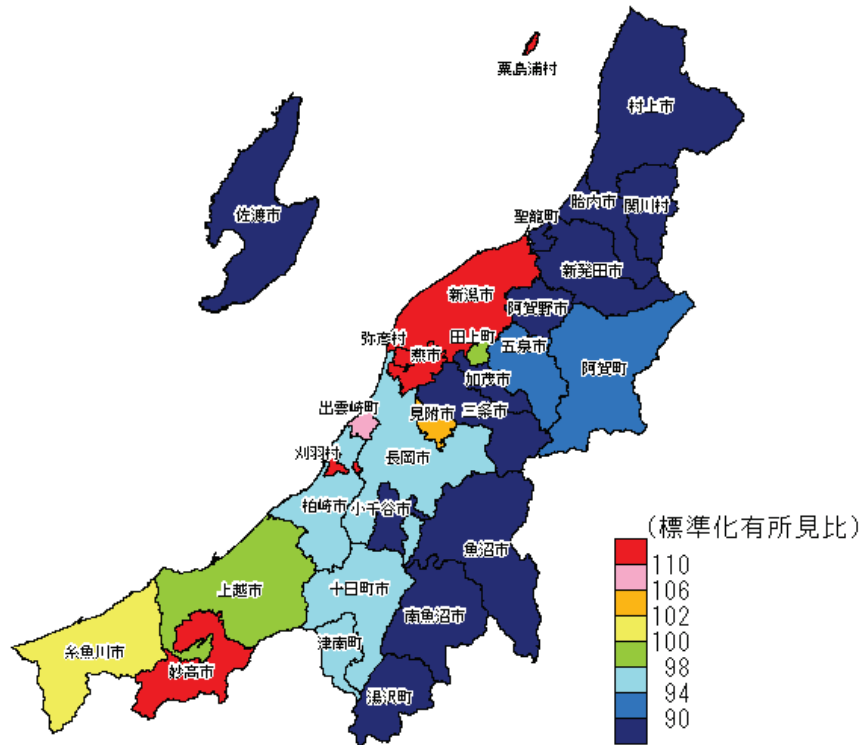 粟島浦村
村上市
佐渡市
胎内市
関川村
聖籠町
新発田市
新潟市
阿賀野市
弥彦村
田上町
五泉市
燕市
阿賀町
加茂市
出雲崎町
見附市
三条市
刈羽村
長岡市
柏崎市
小千谷市
魚沼市
(標準化有所見比)
110
106
102
100
98
94
90
上越市
十日町市
南魚沼市
津南町
糸魚川市
妙高市
湯沢町